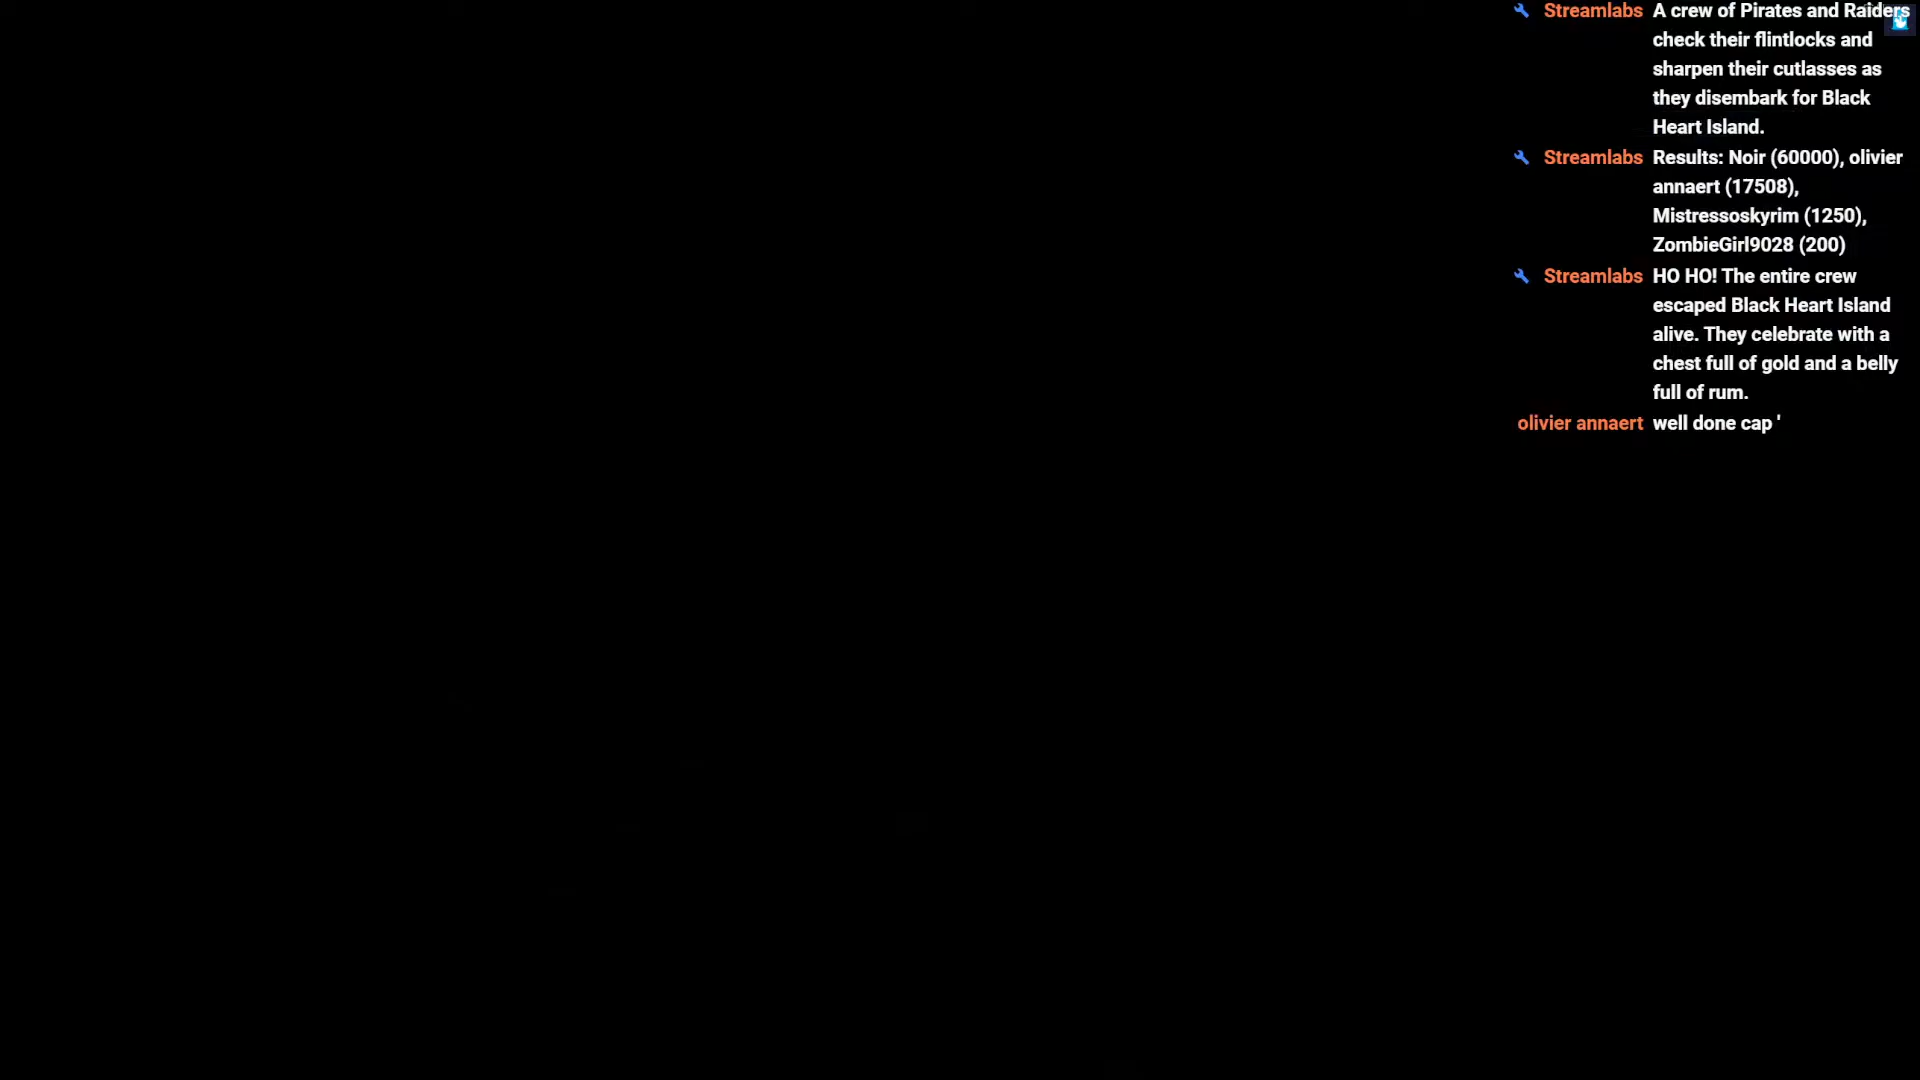 Streamlabs A crew of Pirates and Raiders
check their flintlocks and
sharpen their cutlasses as
they disembark for Black
Heart Island.
Streamlabs Results: Noir (60000), olivier
annaert (17508),
Mistressoskyrim (1250),
ZombieGirl9028 (200)
Streamlabs HO HO! The entire crew
escaped Black Heart Island
alive. They celebrate with a
chest full of gold and a belly
full of rum.
olivier annaert well done cap '